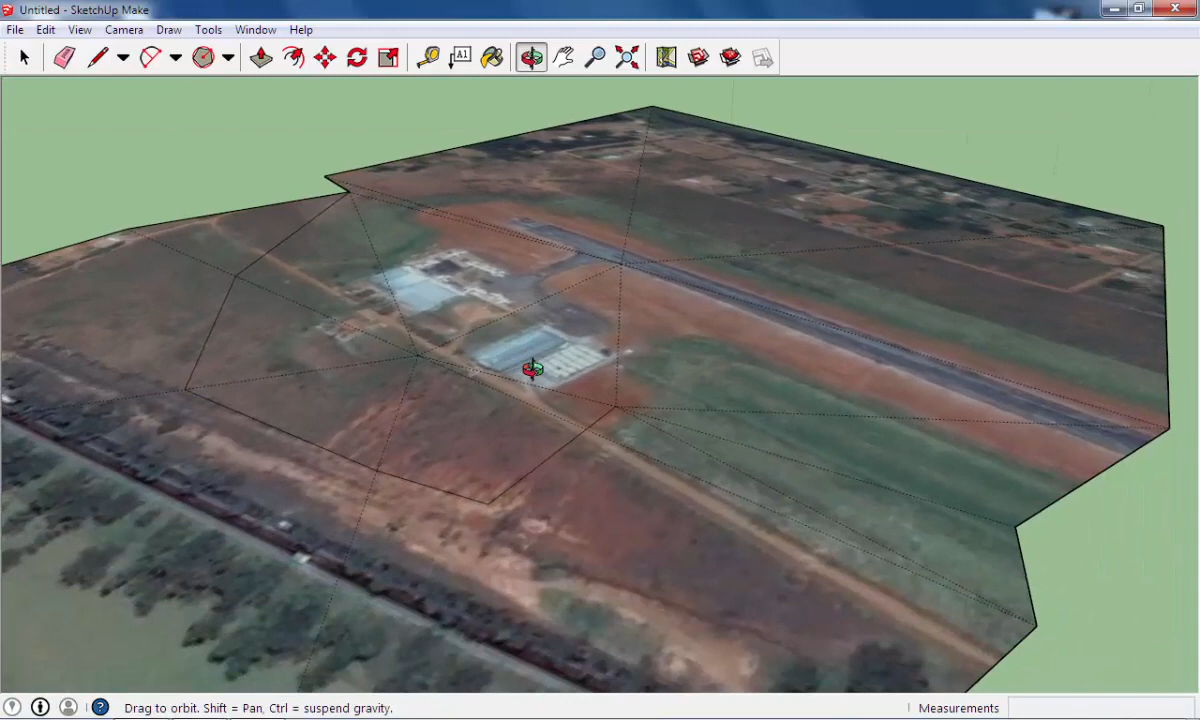 Untitled - SketchUp Make
File Edit View Camera Draw Tools Window Help
A1
Drag to orbit. Shift = Pan, Ctrl = suspend gravity.
Measurements